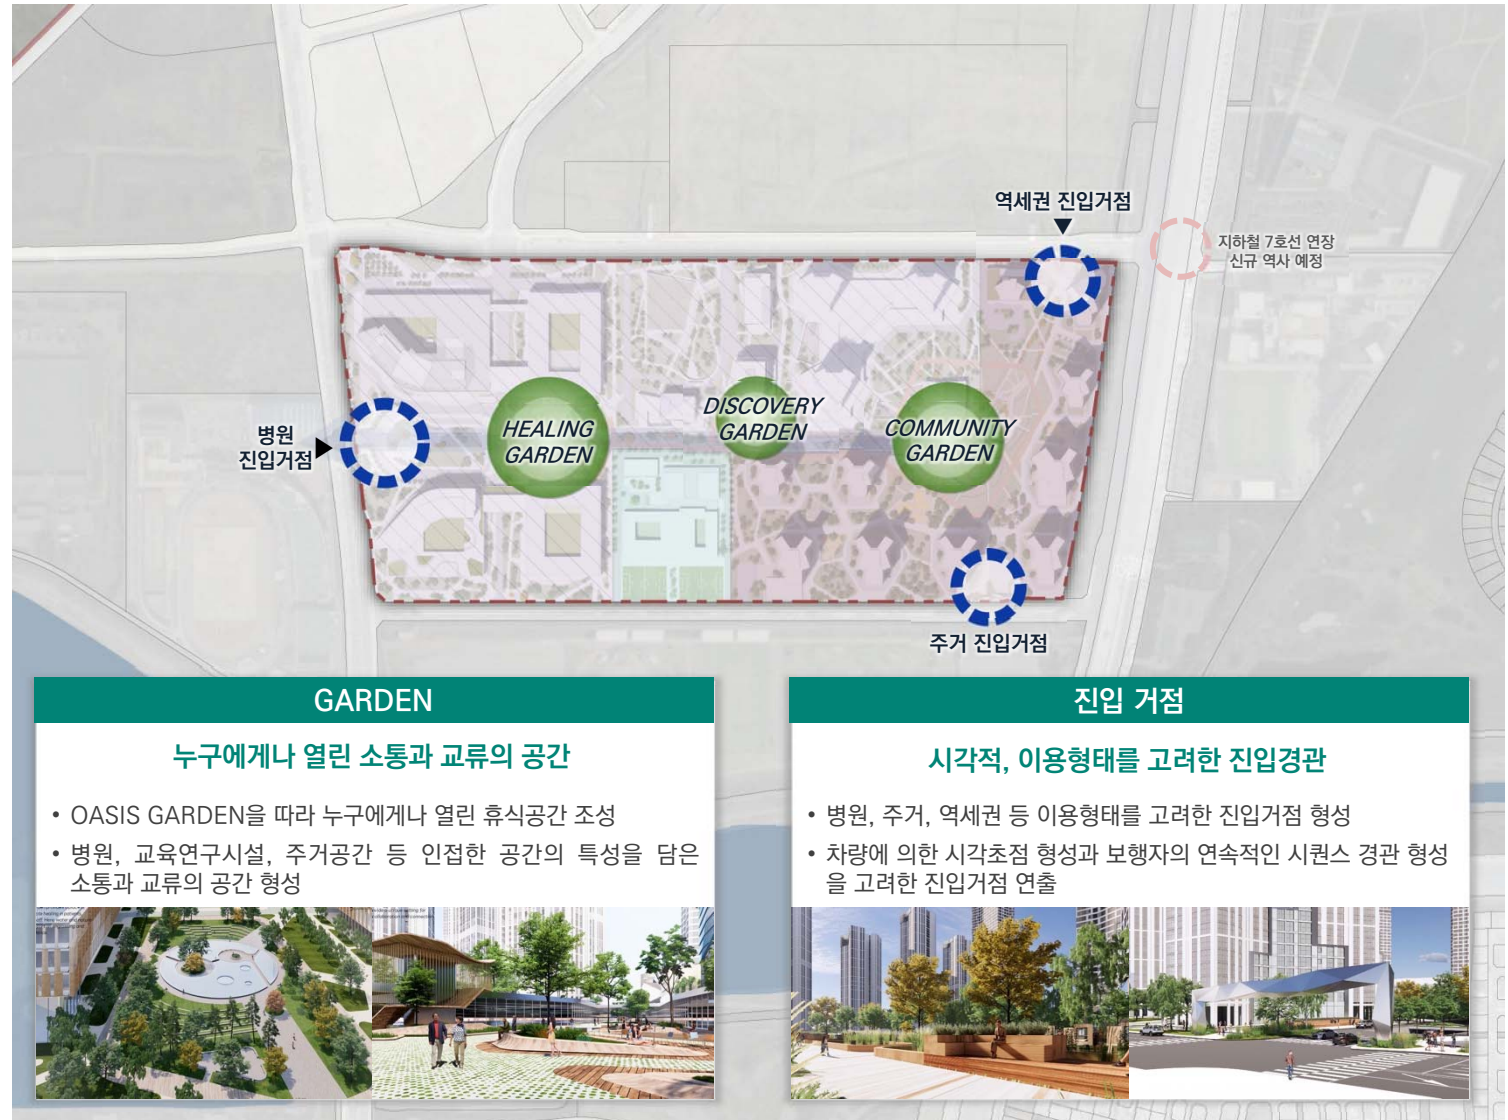 역세권 진입거점
지하철 7호선 연장
신규 역사 예정
병원
진입거점
HEALING
GARDEN
DISCOVERY
GARDEN
COMMUNITY
GARDEN
주거 진입거점
GARDEN
누구에게나 열린 소통과 교류의 공간
• OASIS GARDEN을 따라 누구에게나 열린 휴식공간 조성
• 병원, 교육연구시설, 주거공간 등 인접한 공간의 특성을 담은
소통과 교류의 공간 형성
진입 거점
시각적, 이용형태를 고려한 진입경관
• 병원, 주거, 역세권 등 이용형태를 고려한 진입거점 형성
• 차량에 의한 시각초점 형성과 보행자의 연속적인 시퀀스 경관 형성
을 고려한 진입거점 연출